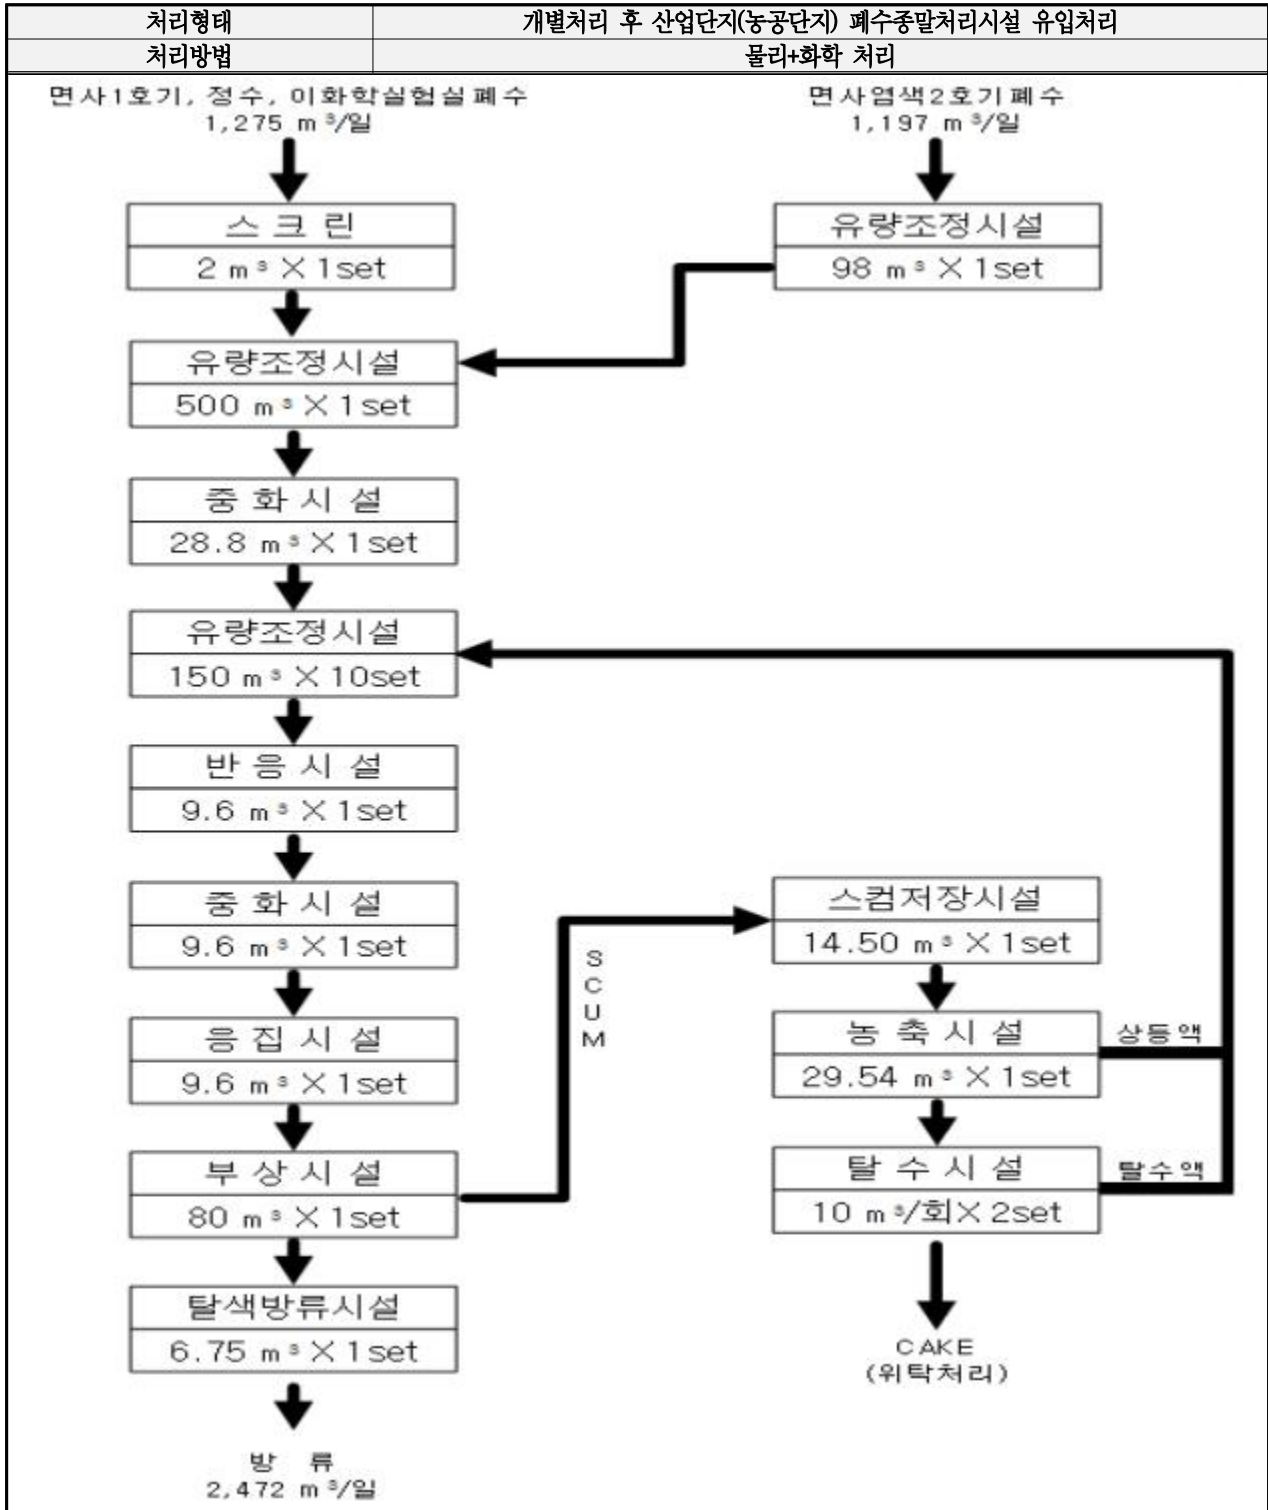 처리형태 개별처리 후 산업단지(농공단지) 폐수종말처리시설 유입처리
처리방법 물리+화학 처리
면사1호기, 정수, 이화학실험실폐수
1,275 m³/일
면사염색2호기폐수
1,197 m³/일
스크린
2 m³ × 1set
유량조정시설
98 m³ × 1set
유량조정시설
500 m³ × 1set
중화시설
28.8 m³ × 1set
유량조정시설
150 m³ × 10set
반응시설
9.6 m³ × 1set
중화시설
9.6 m³ × 1set
응집시설
9.6 m³ × 1set
부상시설
80 m³ × 1set
탈색방류시설
6.75 m³ × 1set
방 류
2,472 m³/일
SCUM
스컴저장시설
14.50 m³ × 1set
농축시설
29.54 m³ × 1set
상등액
탈수시설
10 m³/회 × 2set
탈수액
CAKE
(위탁처리)